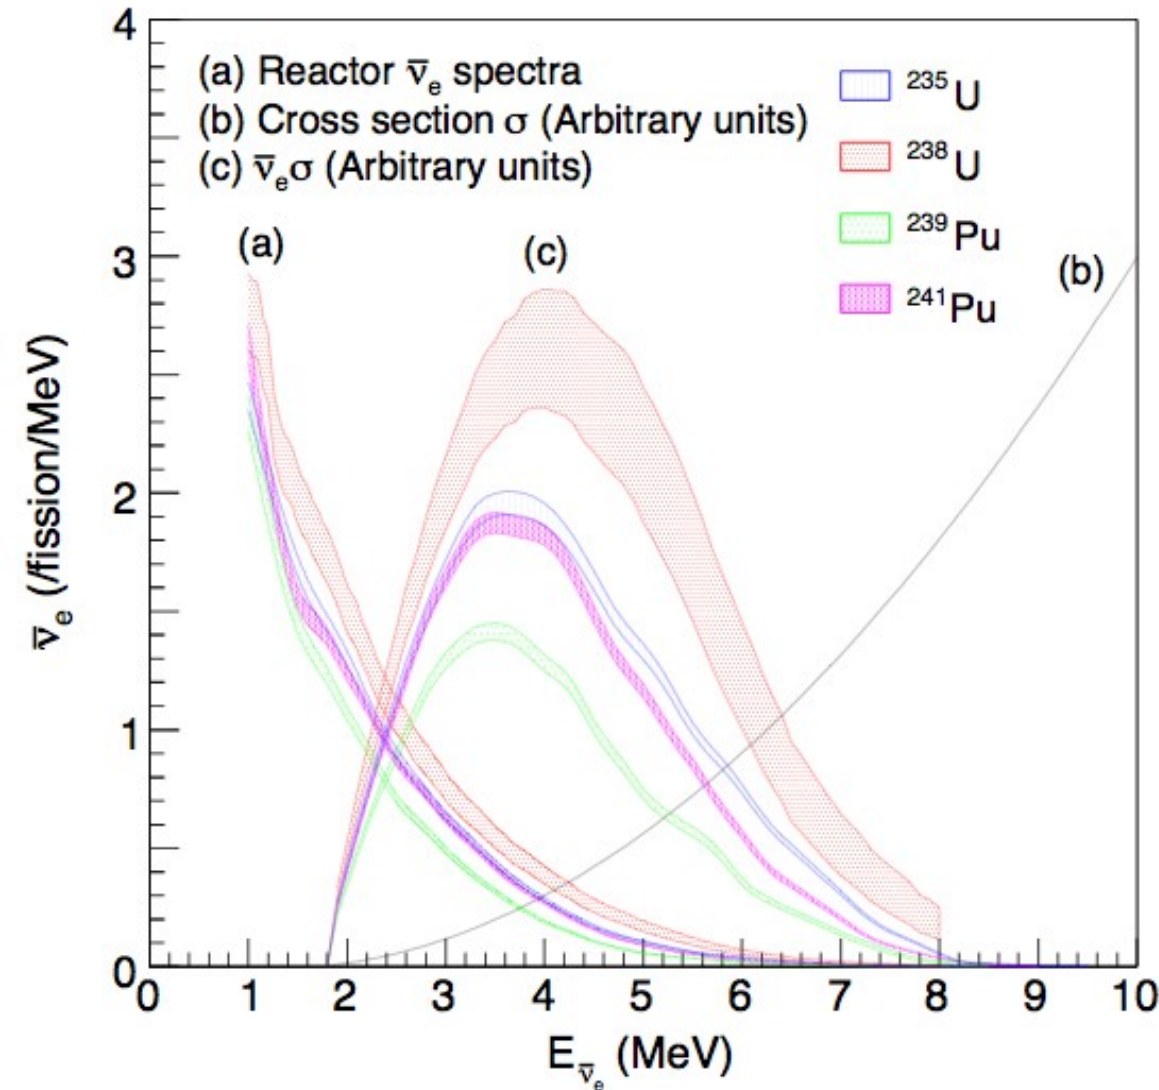 4
3
2
1
0
(a) Reactor ν̅ₑ spectra
(b) Cross section σ (Arbitrary units)
(c) ν̅ₑσ (Arbitrary units)
²³⁵U
²³⁸U
²³⁹Pu
²⁴¹Pu
(a)
(c)
(b)
ν̅ₑ (/fission/MeV)
0 1 2 3 4 5 6 7 8 9 10
E ν̅ₑ (MeV)